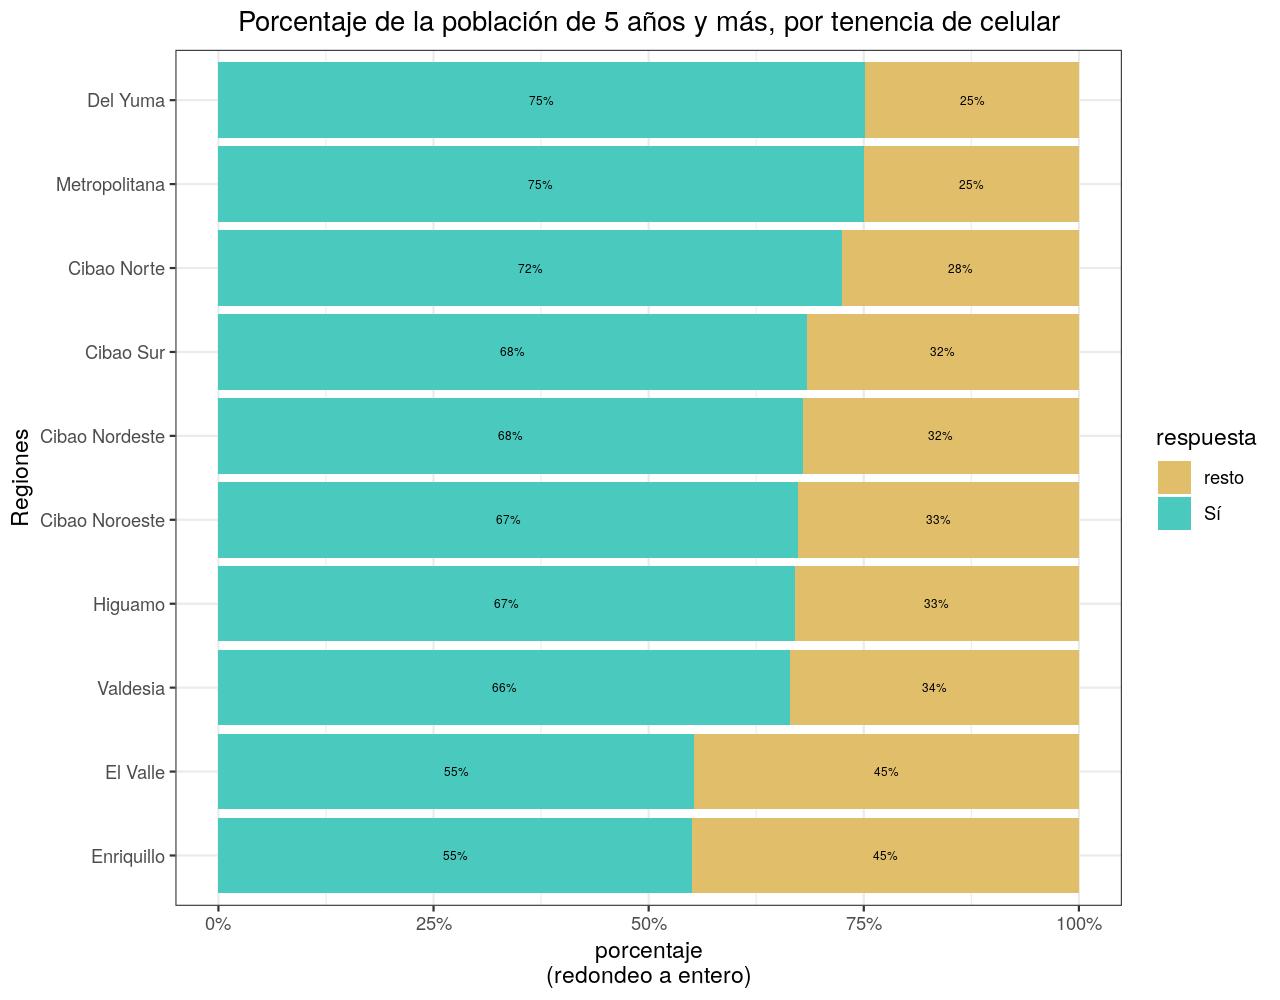 Porcentaje de la población de 5 años y más, por tenencia de celular
Regiones
Del Yuma 75% 25%
Metropolitana 75% 25%
Cibao Norte 72% 28%
Cibao Sur 68% 32%
Cibao Nordeste 68% 32%
Cibao Noroeste 67% 33%
Higuamo 67% 33%
Valdesia 66% 34%
El Valle 55% 45%
Enriquillo 55% 45%
0% 25% 50% 75% 100%
porcentaje
(redondeo a entero)
respuesta
resto
Sí